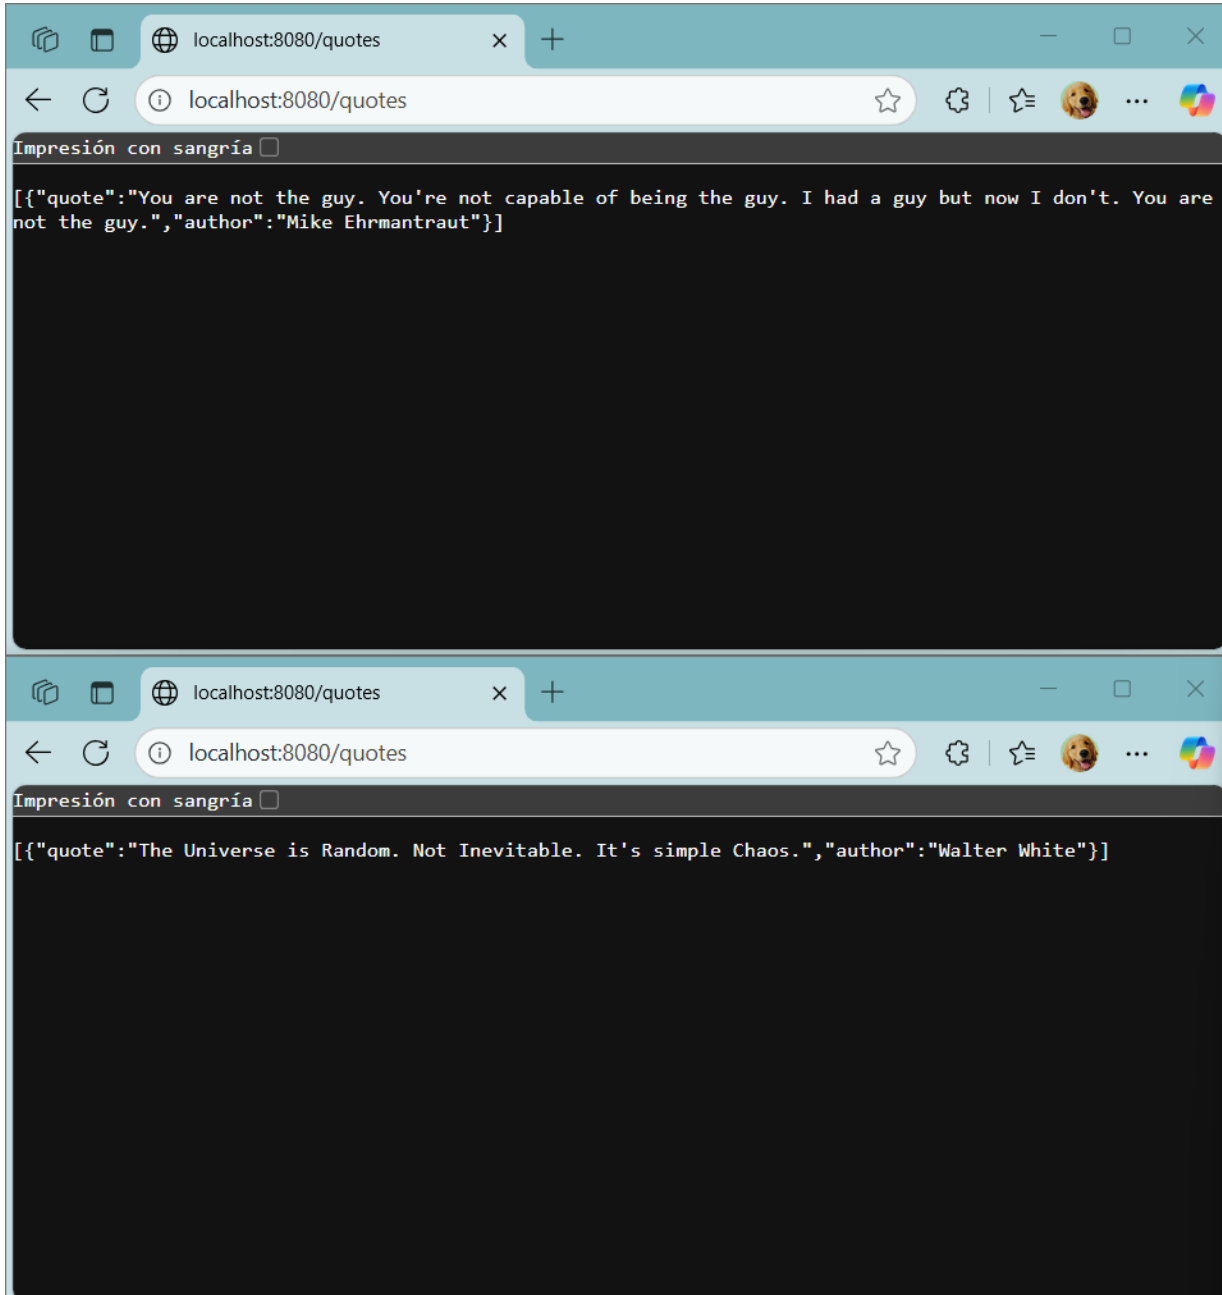 localhost:8080/quotes
localhost:8080/quotes
Impresión con sangría
[{"quote":"You are not the guy. You're not capable of being the guy. I had a guy but now I don't. You are
not the guy.","author":"Mike Ehrmantraut"}]
localhost:8080/quotes
localhost:8080/quotes
Impresión con sangría
[{"quote":"The Universe is Random. Not Inevitable. It's simple Chaos.","author":"Walter White"}]